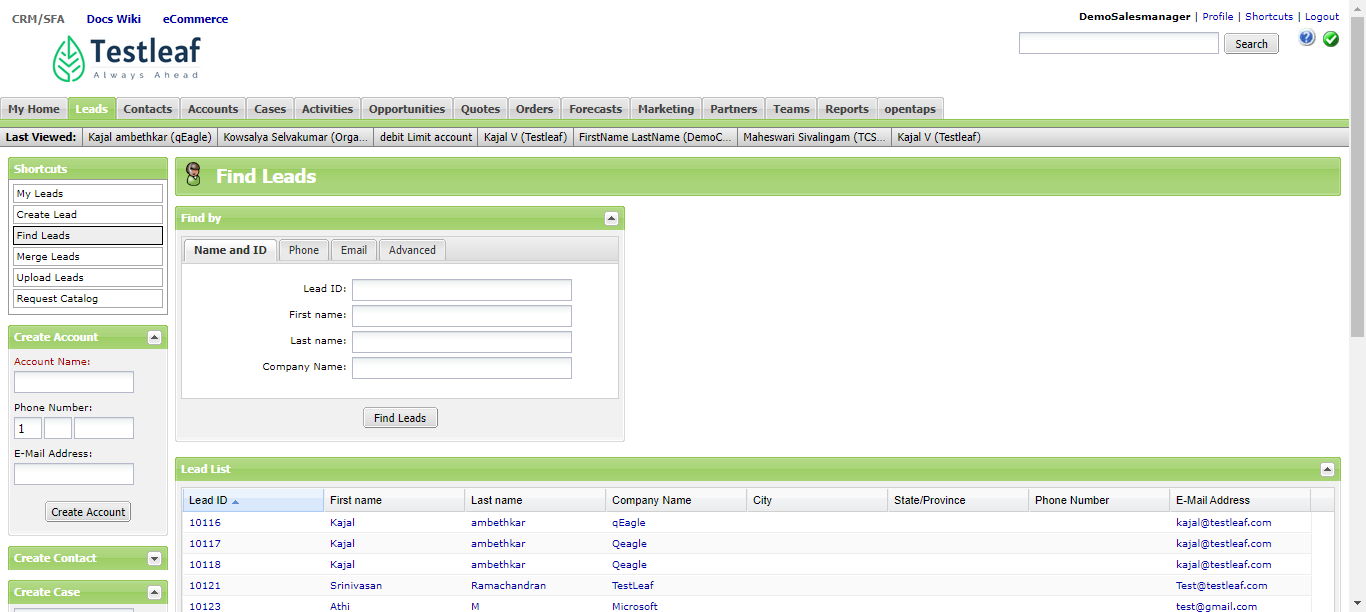 CRM/SFA Docs Wiki eCommerce
DemoSalesmanager | Profile | Shortcuts | Logout
Testleaf
Always Ahead
Search
My Home Leads Contacts Accounts Cases Activities Opportunities Quotes Orders Forecasts Marketing Partners Teams Reports opentaps
Last Viewed: Kajal ambethkar (qEagle) Kowsalya Selvakumar (Orga... debit Limit account Kajal V (Testleaf) FirstName LastName (DemoC... Maheswari Sivalingam (TCS... Kajal V (Testleaf)
Shortcuts
My Leads
Create Lead
Find Leads
Merge Leads
Upload Leads
Request Catalog
Create Account
Account Name:
Phone Number:
1
E-Mail Address:
Create Account
Create Contact
Create Case
Find Leads
Find by
Name and ID Phone Email Advanced
Lead ID:
First name:
Last name:
Company Name:
Find Leads
Lead List
Lead ID First name Last name Company Name City State/Province Phone Number E-Mail Address
10116 Kajal ambethkar qEagle kajal@testleaf.com
10117 Kajal ambethkar Qeagle kajal@testleaf.com
10118 Kajal ambethkar Qeagle kajal@testleaf.com
10121 Srinivasan Ramachandran TestLeaf Test@testleaf.com
10123 Athi M Microsoft test@gmail.com